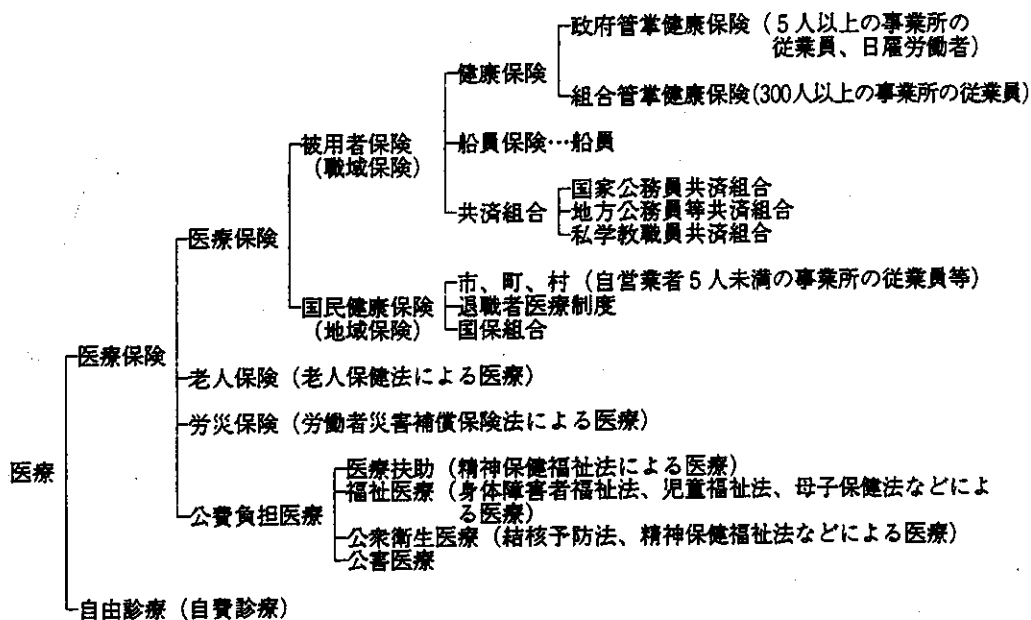 政府管掌健康保険（５人以上の事業所の
従業員、日雇労働者）
健康保険
組合管掌健康保険（300人以上の事業所の従業員）
被用者保険
（職域保険）
船員保険…船員
国家公務員共済組合
共済組合
地方公務員等共済組合
私学教職員共済組合
医療保険
市、町、村（自営業者５人未満の事業所の従業員等）
国民健康保険
（地域保険）
退職者医療制度
国保組合
医療保険
老人保険（老人保健法による医療）
労災保険（労働者災害補償保険法による医療）
医療
医療扶助（精神保健福祉法による医療）
福祉医療（身体障害者福祉法、児童福祉法、母子保健法などによ
る医療）
公費負担医療
公衆衛生医療（結核予防法、精神保健福祉法などによる医療）
公害医療
自由診療（自費診療）